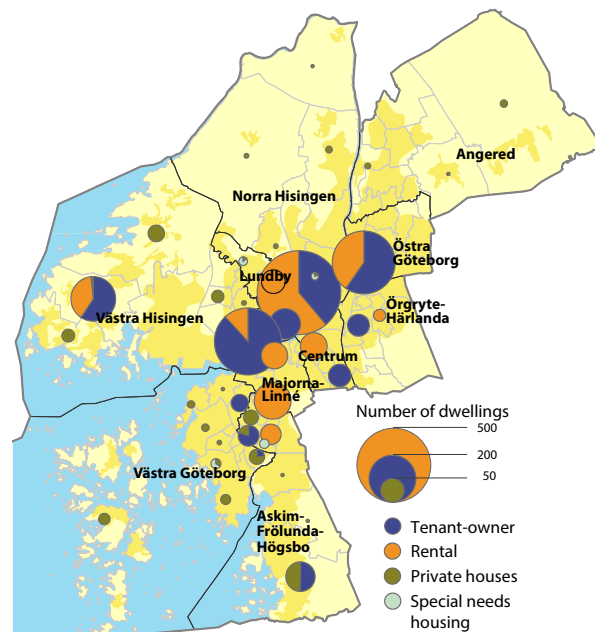 Angered
Norra Hisingen
Östra
Göteborg
Lundby
Örgryte-
Härlanda
Västra Hisingen
Centrum
Majorna-
Linné
Västra Göteborg
Askim-
Frölunda-
Högsbo
Number of dwellings
500
200
50
Tenant-owner
Rental
Private houses
Special needs
housing